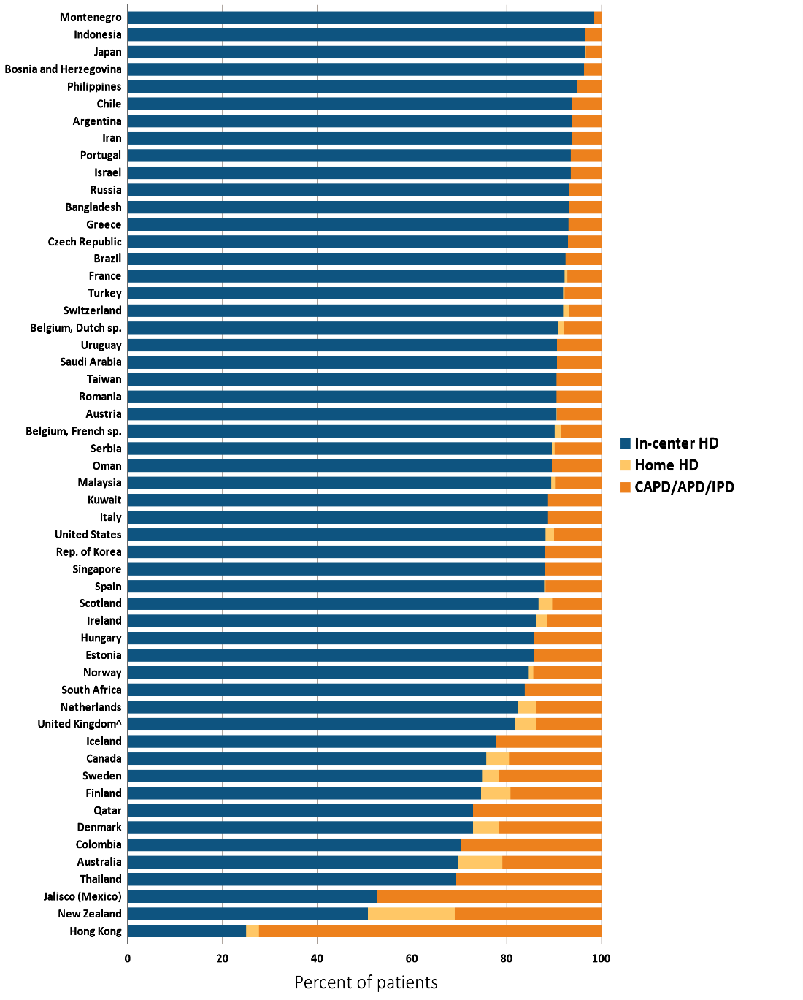 Montenegro
Indonesia
Japan
Bosnia and Herzegovina
Philippines
Chile
Argentina
Iran
Portugal
Israel
Russia
Bangladesh
Greece
Czech Republic
Brazil
France
Turkey
Switzerland
Belgium, Dutch sp.
Uruguay
Saudi Arabia
Taiwan
Romania
Austria
Belgium, French sp.
Serbia
Oman
Malaysia
Kuwait
Italy
United States
Rep. of Korea
Singapore
Spain
Scotland
Ireland
Hungary
Estonia
Norway
South Africa
Netherlands
United Kingdom^
Iceland
Canada
Sweden
Finland
Qatar
Denmark
Colombia
Australia
Thailand
Jalisco (Mexico)
New Zealand
Hong Kong
0 20 40 60 80 100
Percent of patients
In-center HD
Home HD
CAPD/APD/IPD